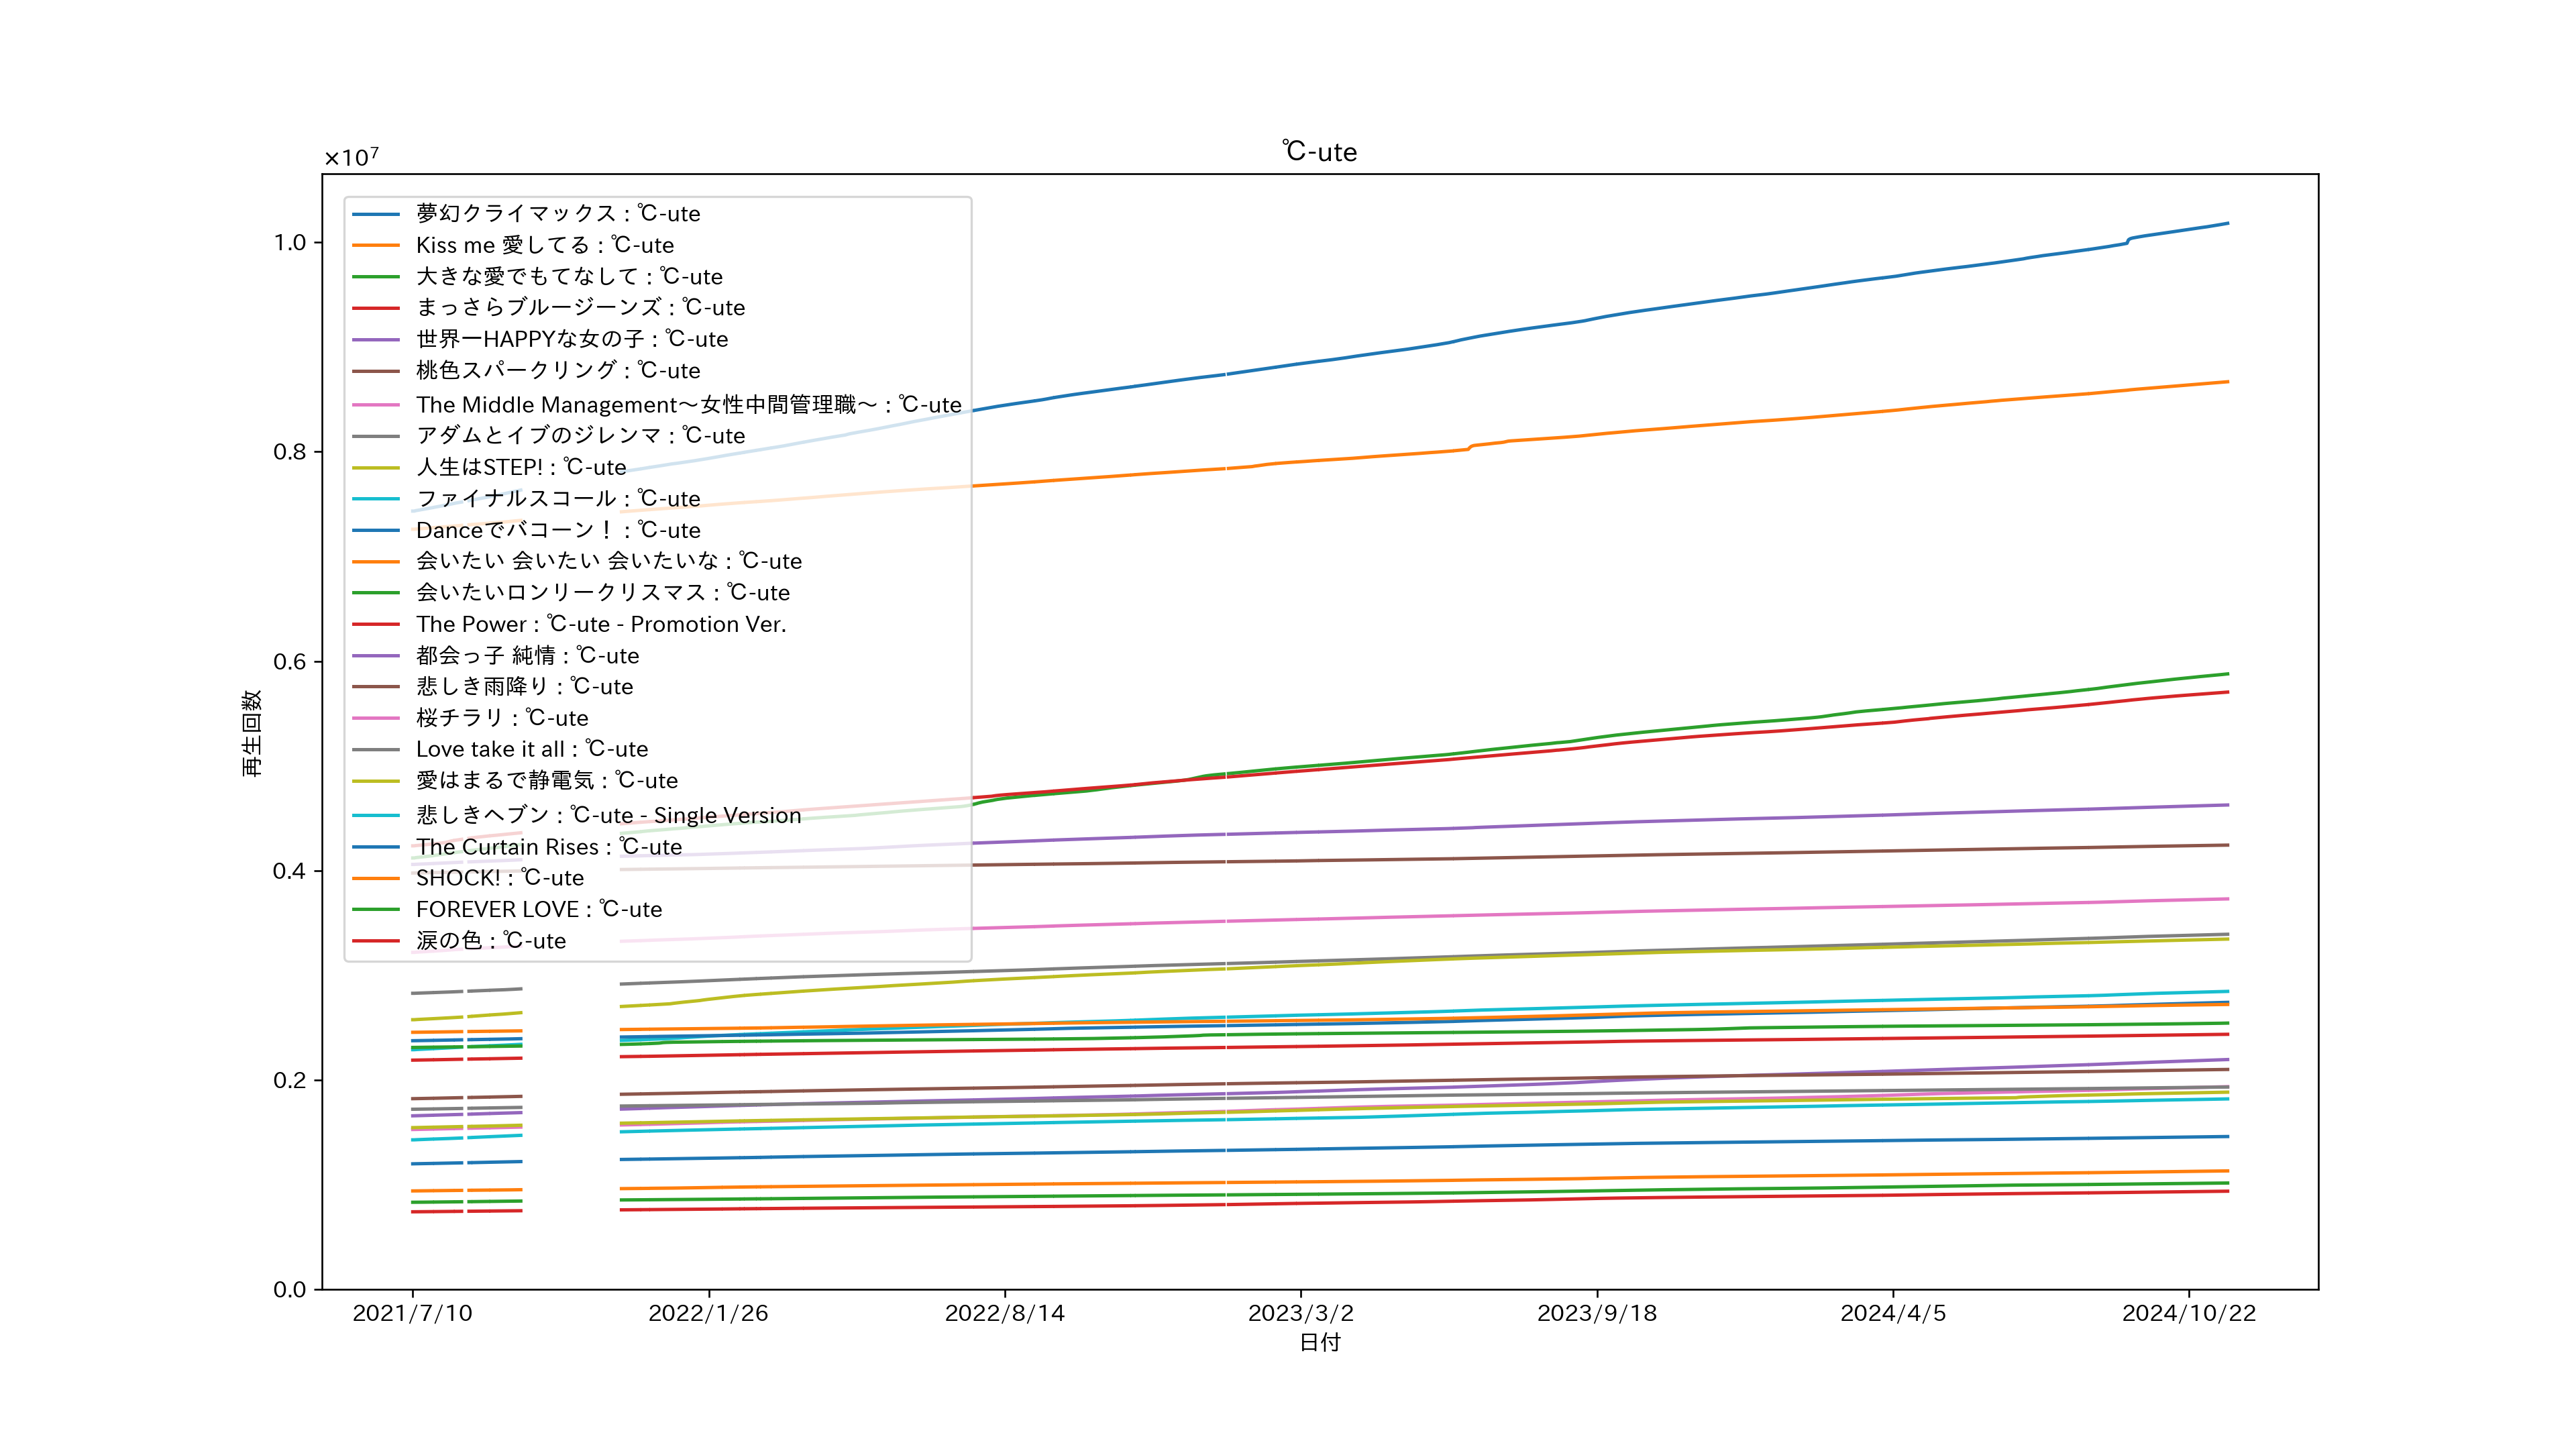 ℃-ute
×10⁷
1.0
0.8
0.6
0.4
0.2
0.0
再生回数
夢幻クライマックス : ℃-ute
Kiss me 愛してる : ℃-ute
大きな愛でもてなして : ℃-ute
まっさらブルージーンズ : ℃-ute
世界一HAPPYな女の子 : ℃-ute
桃色スパークリング : ℃-ute
The Middle Management～女性中間管理職～ : ℃-ute
アダムとイブのジレンマ : ℃-ute
人生はSTEP! : ℃-ute
ファイナルスコール : ℃-ute
Danceでバコーン！ : ℃-ute
会いたい 会いたい 会いたいな : ℃-ute
会いたいロンリークリスマス : ℃-ute
The Power : ℃-ute - Promotion Ver.
都会っ子 純情 : ℃-ute
悲しき雨降り : ℃-ute
桜チラリ : ℃-ute
Love take it all : ℃-ute
愛はまるで静電気 : ℃-ute
悲しきヘブン : ℃-ute - Single Version
The Curtain Rises : ℃-ute
SHOCK! : ℃-ute
FOREVER LOVE : ℃-ute
涙の色 : ℃-ute
2021/7/10 2022/1/26 2022/8/14 2023/3/2 2023/9/18 2024/4/5 2024/10/22
日付